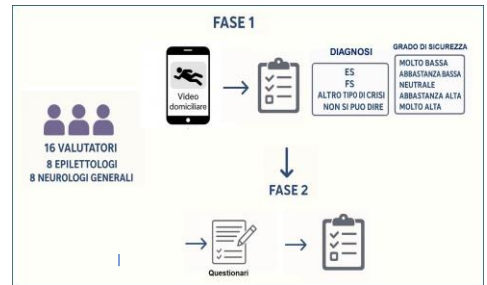 FASE 1
Video
domiciliare
DIAGNOSI
ES
FS
ALTRO TIPO DI CRISI
NON SI PUO DIRE
GRADO DI SICUREZZA
MOLTO BASSA
ABBASTANZA BASSA
NEUTRALE
ABBASTANZA ALTA
MOLTO ALTA
16 VALUTATORI
8 EPILETTOLOGI
8 NEUROLOGI GENERALI
FASE 2
Questionari